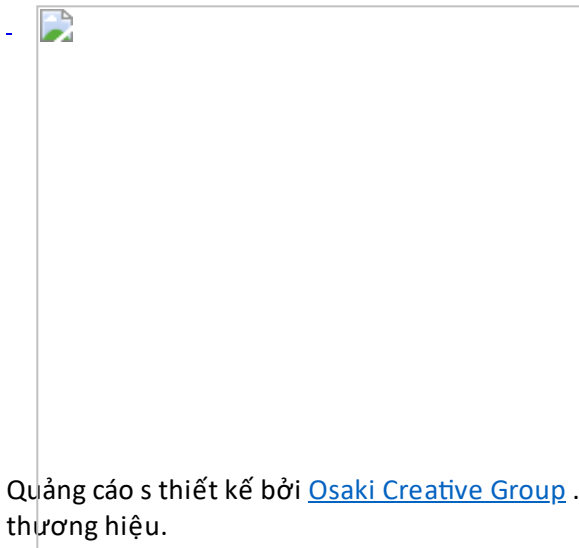 Quảng cáo s thiết kế bởi Osaki Creative Group .
thương hiệu.